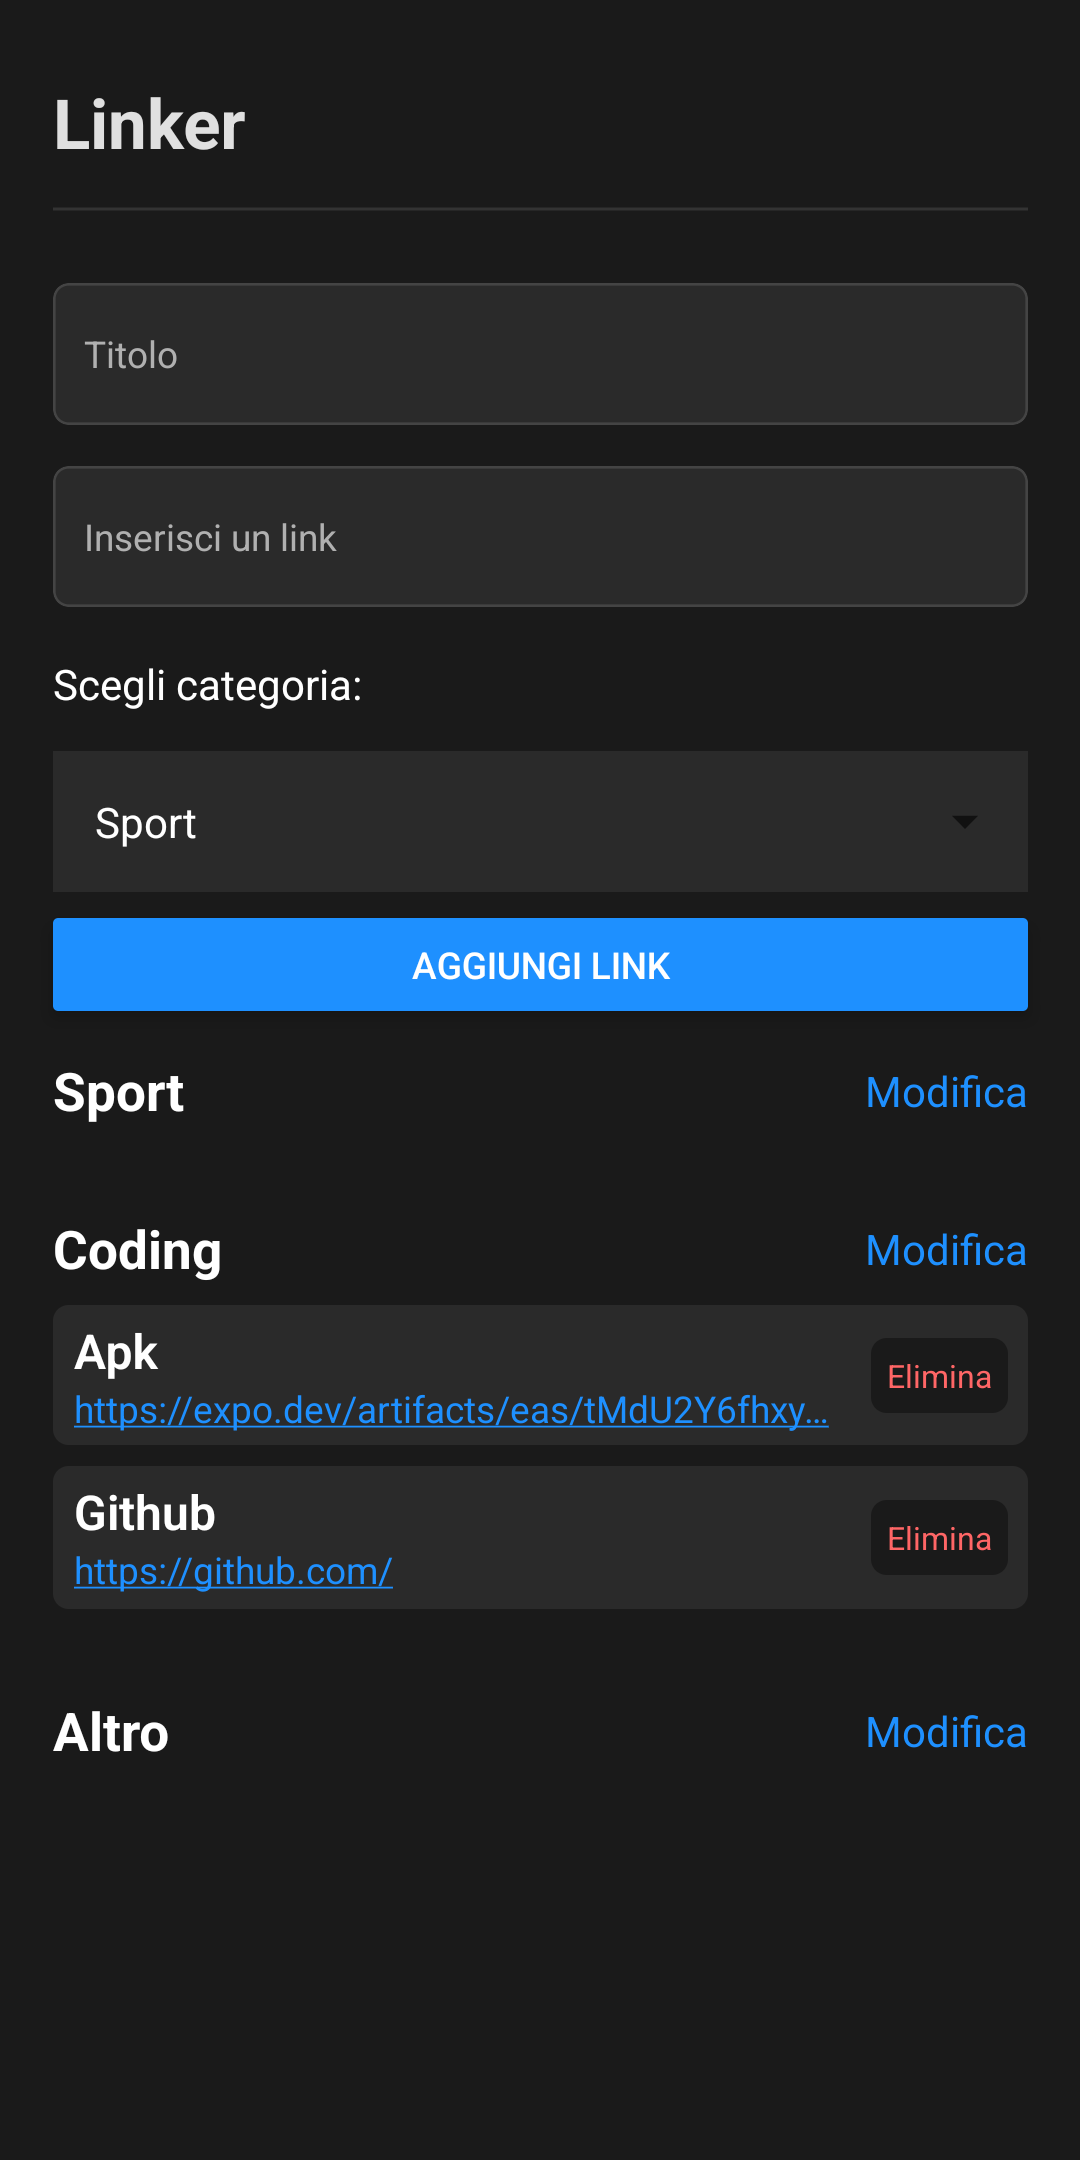 Linker
Titolo
Inserisci un link
Scegli categoria:
Sport
AGGIUNGI LINK
Sport Modifica
Coding Modifica
Apk
https://expo.dev/artifacts/eas/tMdU2Y6fhxy...
Elimina
Github
https://github.com/
Elimina
Altro Modifica